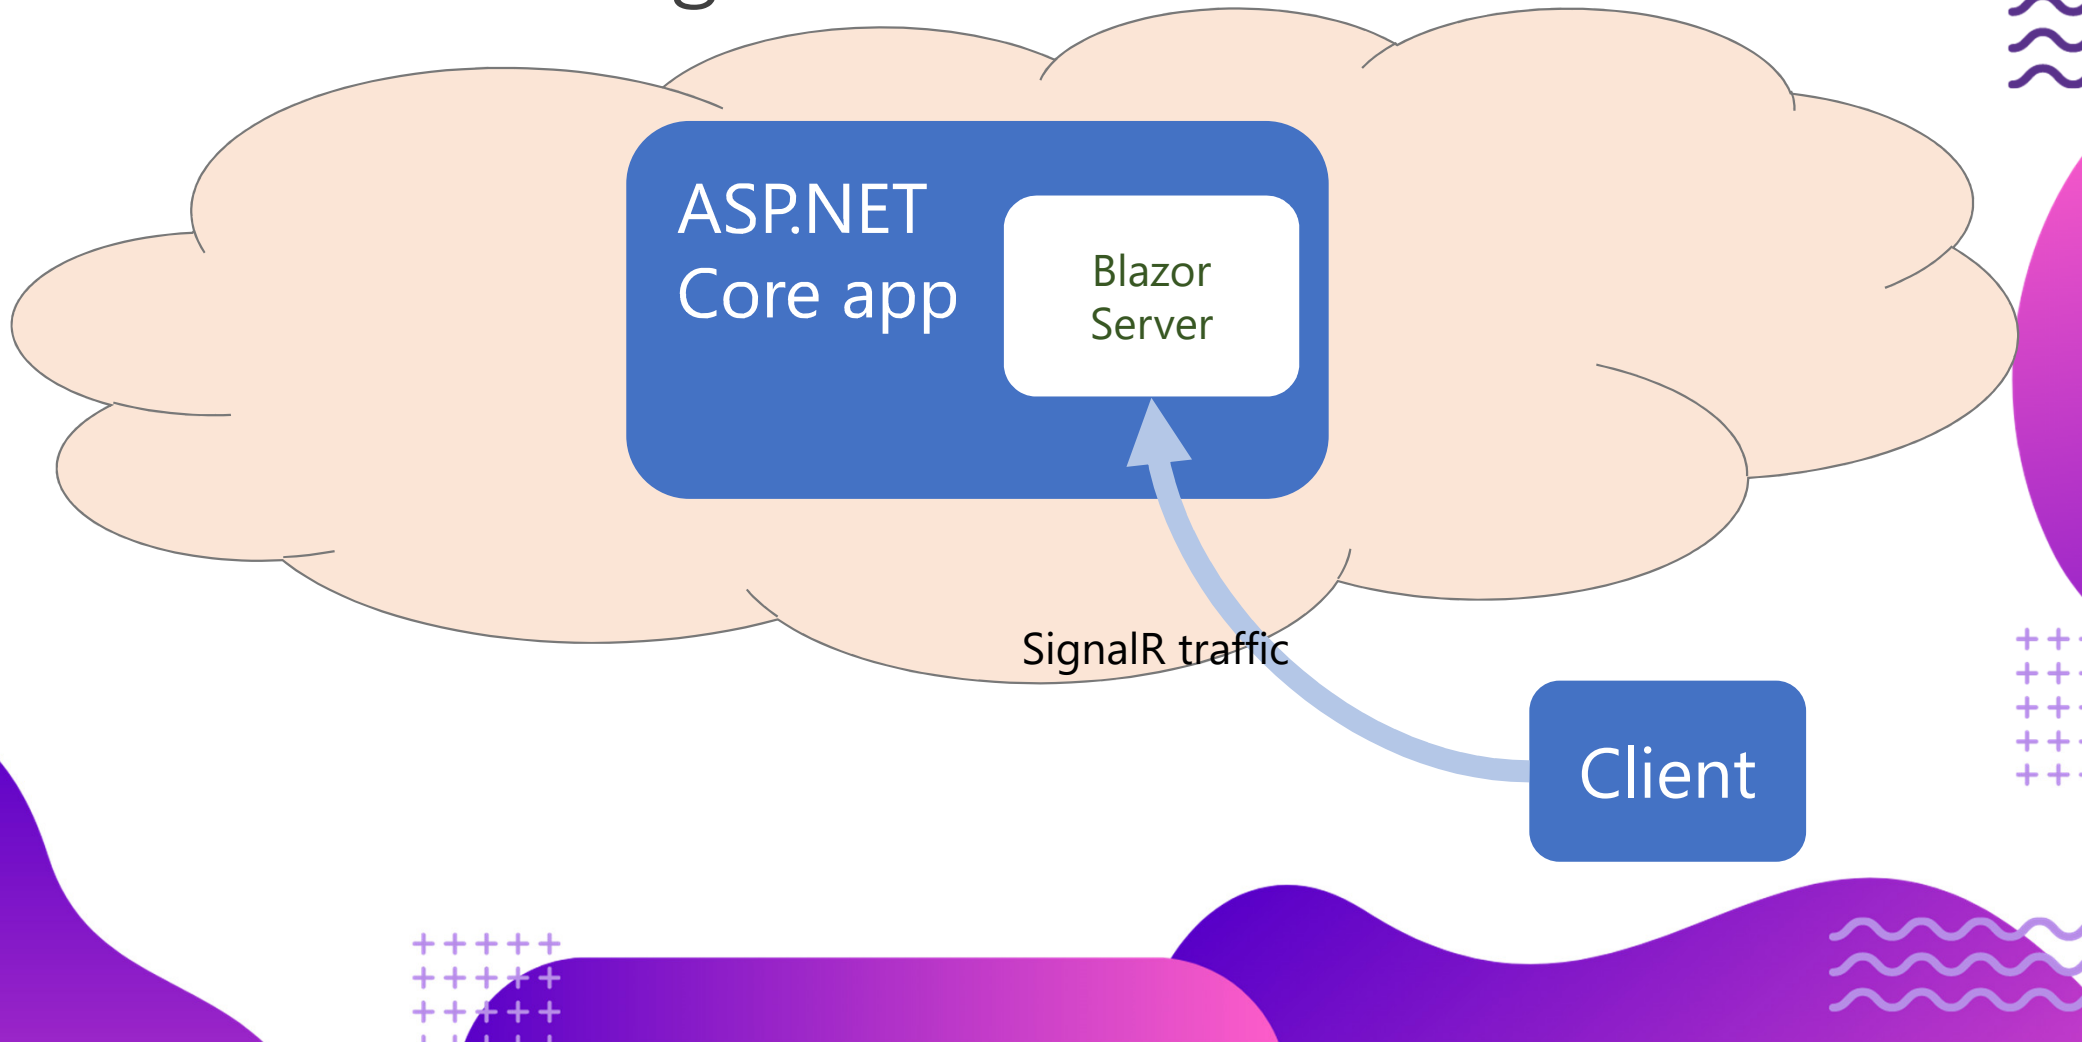 ASP.NET
Core app
Blazor
Server
SignalR traffic
Client